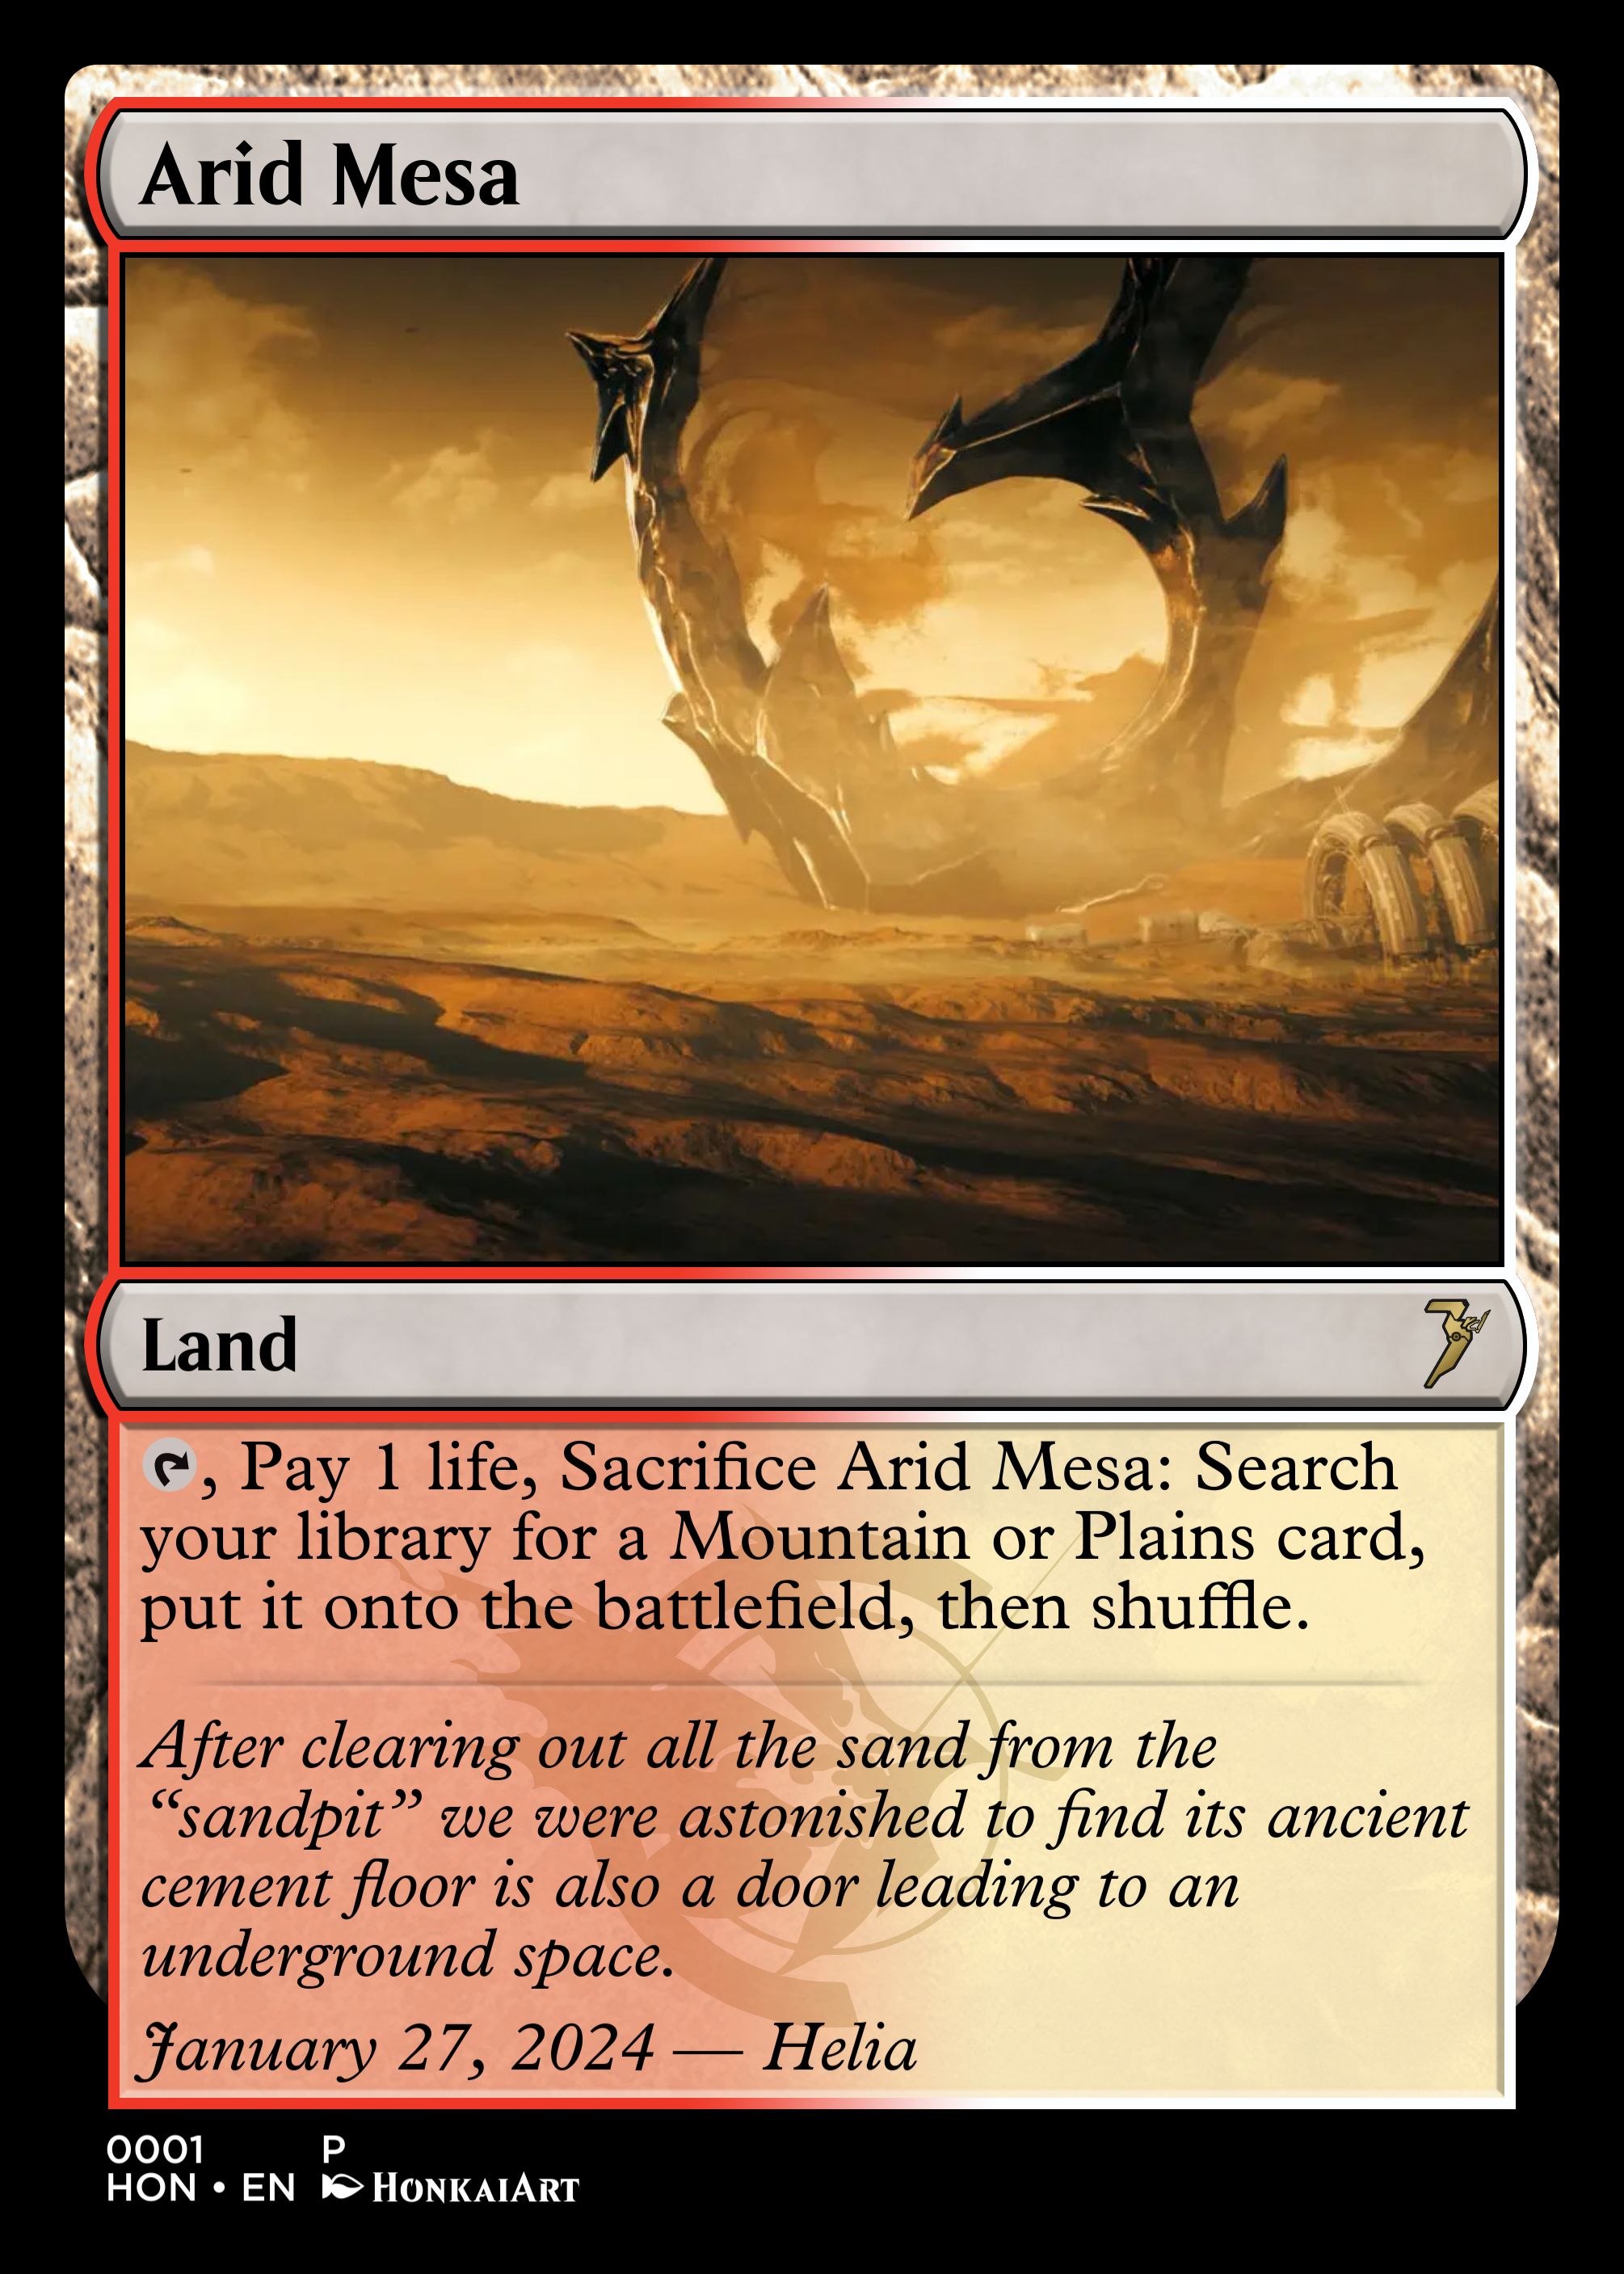 Arid Mesa
Land
, Pay 1 life, Sacrifice Arid Mesa: Search
your library for a Mountain or Plains card,
put it onto the battlefield, then shuffle.
After clearing out all the sand from the
“sandpit” we were astonished to find its ancient
cement floor is also a door leading to an
underground space.
January 27, 2024 — Helia
0001 P
HON • EN HONKAIART